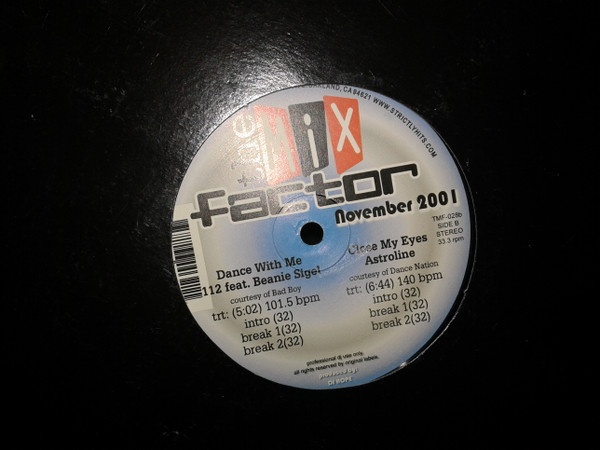 OAKLAND, CA 94621 WWW.STRICTLYHITS.COM
the MiX
factor
November 2001
TMF-028b
SIDE B
STEREO
33.3 rpm
Dance With Me
112 feat. Beanie Sigel
courtesy of Bad Boy
trt: (5:02) 101.5 bpm
intro (32)
break 1(32)
break 2(32)
Close My Eyes
Astroline
courtesy of Dance Nation
trt: (6:44) 140 bpm
intro (32)
break 1(32)
break 2(32)
professional dj use only.
all rights reserved by original labels.